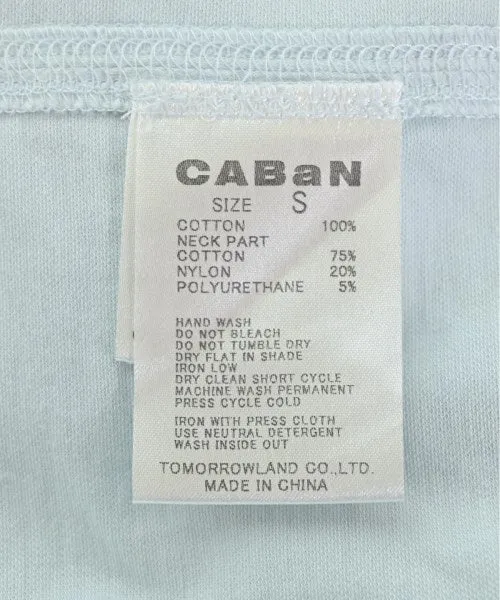 CABaN
SIZE S
COTTON 100%
NECK PART
COTTON 75%
NYLON 20%
POLYURETHANE 5%
HAND WASH
DO NOT BLEACH
DO NOT TUMBLE DRY
DRY FLAT IN SHADE
IRON LOW
DRY CLEAN SHORT CYCLE
MACHINE WASH PERMANENT
PRESS CYCLE COLD
IRON WITH PRESS CLOTH
USE NEUTRAL DETERGENT
WASH INSIDE OUT
TOMORROWLAND CO.,LTD.
MADE IN CHINA